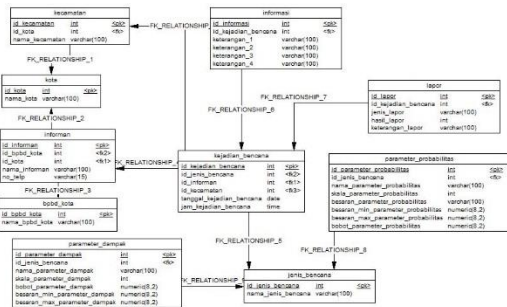 kecamatan
id_kecamatan int <pk>
id_kota int <fk>
nama_kecamatan varchar(100)
informasi
id_informasi int <pk>
id_kejadian_bencana int <fk>
keterangan_1 varchar(100)
keterangan_2 varchar(100)
keterangan_3 varchar(100)
keterangan_4 varchar(100)
FK_RELATIONSHIP_
FK_RELATIONSHIP_1
kota
id_kota int <pk>
nama_kota varchar(100)
FK_RELATIONSHIP_2
FK_RELATIONSHIP_6
FK_RELATIONSHIP_7
lapor
id_lapor int <pk>
id_kejadian_bencana int <fk>
jenis_lapor varchar(100)
hasil_lapor int
keterangan_lapor varchar(100)
informan
id_informan int <pk>
id_bpbd_kota int <fk2>
id_kota int <fk1>
nama_informan varchar(100)
no_telp varchar(15)
FK_RELATIONSHIP_
kejadian_bencana
id_kejadian_bencana int <pk>
id_jenis_bencana int <fk2>
id_informan int <fk1>
id_kecamatan int <fk3>
tanggal_kejadian_bencana date
jam_kejadian_bencana time
parameter_probabilitas
id_parameter_probabilitas int <pk>
id_jenis_bencana int <fk>
nama_parameter_probabilitas varchar(100)
skala_parameter_probabilitas int
besaran_parameter_probabilitas varchar(100)
besaran_min_parameter_probabilitas numeric(8,2)
besaran_max_parameter_probabilitas numeric(8,2)
bobot_parameter_probabilitas numeric(8,2)
FK_RELATIONSHIP_3
bpbd_kota
id_bpbd_kota int <pk>
nama_bpbd_kota varchar(100)
FK_RELATIONSHIP_5
FK_RELATIONSHIP_8
parameter_dampak
id_parameter_dampak int <pk>
id_jenis_bencana int <fk>
nama_parameter_dampak varchar(100)
skala_parameter_dampak int
bobot_parameter_dampak numeric(8,2)
besaran_min_parameter_dampak numeric(8,2)
besaran_max_parameter_dampak numeric(8,2)
FK_RELATIONSHIP_
jenis_bencana
id_jenis_bencana int <pk>
nama_jenis_bencana varchar(100)